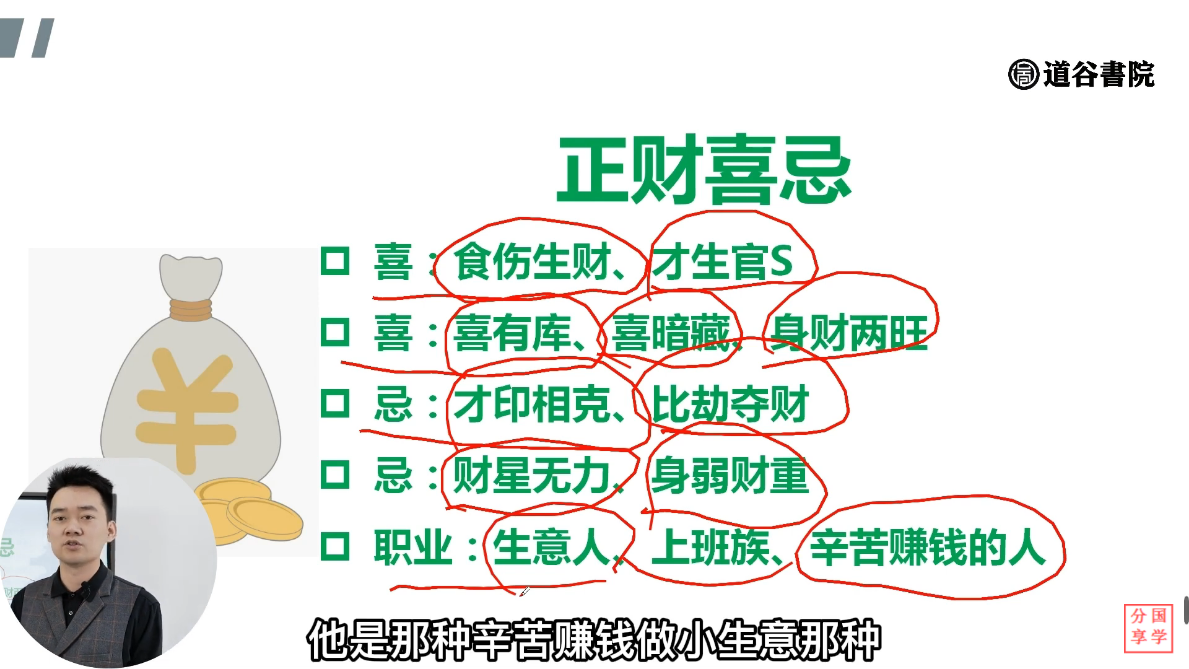 道谷書院
正财喜忌
喜：食伤生财、才生官S
喜：喜有库、喜暗藏、身财两旺
忌：才印相克、比劫夺财
忌：财星无力、身弱财重
职业：生意人、上班族、辛苦赚钱的人
分国
享学
他是那种辛苦赚钱做小生意那种